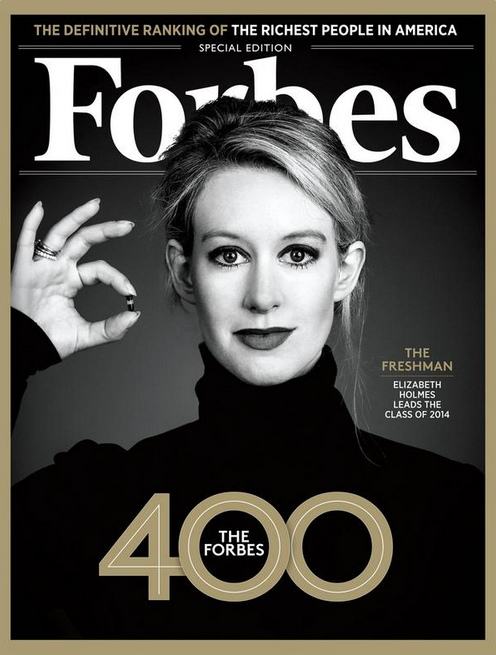 THE DEFINITIVE RANKING OF THE RICHEST PEOPLE IN AMERICA
SPECIAL EDITION
Forbes
THE
FRESHMAN
ELIZABETH
HOLMES
LEADS THE
CLASS OF 2014
THE
FORBES
400